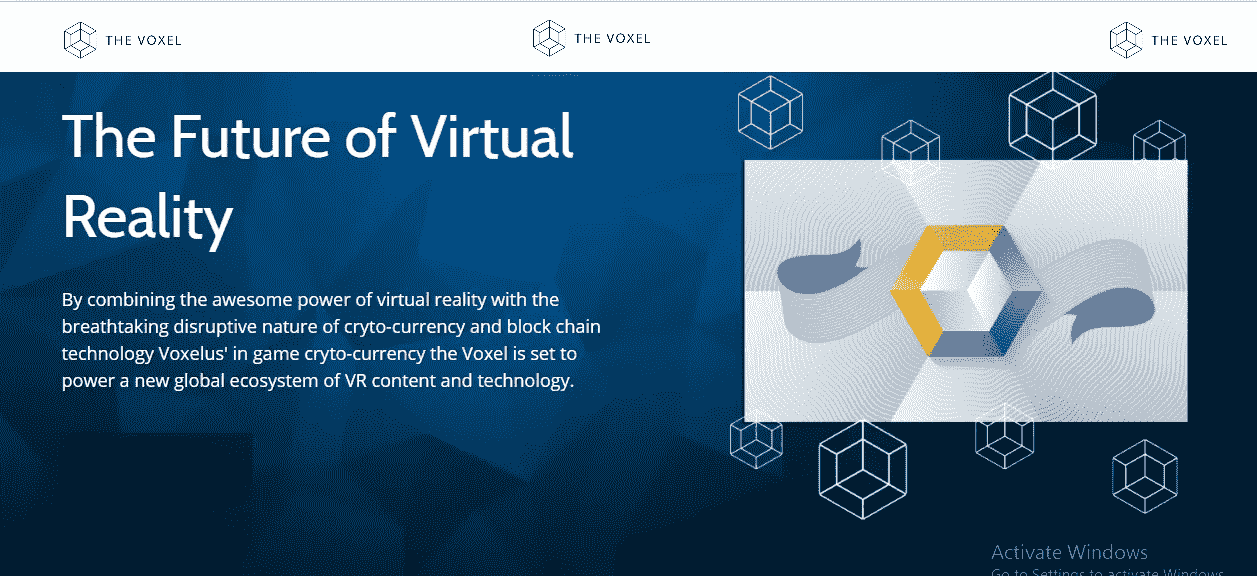 THE VOXEL
THE VOXEL
THE VOXEL
The Future of Virtual
Reality
By combining the awesome power of virtual reality with the
breathtaking disruptive nature of cryto-currency and block chain
technology Voxelus' in game cryto-currency the Voxel is set to
power a new global ecosystem of VR content and technology.
Activate Windows
Go to Settings to activate Windows.